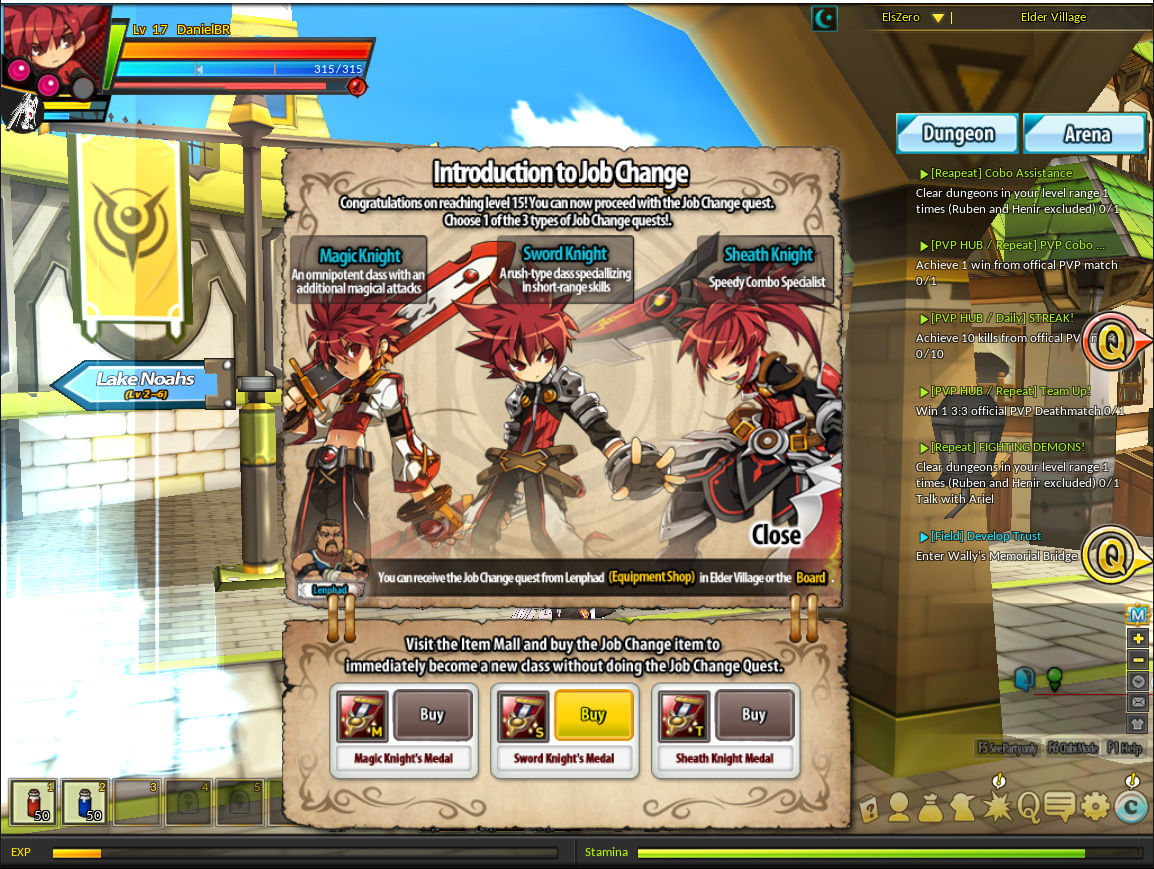 Lv 17 DanielBR
315/315
ElsZero
Elder Village
Dungeon
Arena
Introduction to Job Change
Congratulations on reaching level 15! You can now proceed with the Job Change quest.
Choose 1 of the 3 types of Job Change quests!.
Magic Knight
An omnipotent class with an
additional magical attacks
Sword Knight
A rush-type class speciallizing
in short-range skills
Sheath Knight
Speedy Combo Specialist
Close
Lenphad
You can receive the Job Change quest from Lenphad (Equipment Shop) in Elder Village or the Board .
Visit the Item Mall and buy the Job Change item to
immediately become a new class without doing the Job Change Quest.
M
Buy
Magic Knight's Medal
S
Buy
Sword Knight's Medal
T
Buy
Sheath Knight Medal
Lake Noahs
(Lv 2~6)
[Reapeat] Cobo Assistance
Clear dungeons in your level range 1
times (Ruben and Henir excluded) 0/1
[PVP HUB / Repeat] PVP Cobo ...
Achieve 1 win from offical PVP match
0/1
[PVP HUB / Daily] STREAK!
Achieve 10 kills from offical PV
0/10
Q
[PVP HUB / Repeat] Team Up!
Win 1 3:3 official PVP Deathmatch 0/1
[Repeat] FIGHTING DEMONS!
Clear dungeons in your level range 1
times (Ruben and Henir excluded) 0/1
Talk with Ariel
[Field] Develop Trust
Enter Wally's Memorial Bridge
Q
M
F5 See Party only F6 Orbit Mode F1 Help
1
50
2
50
3
4
5
Q
C
EXP
Stamina